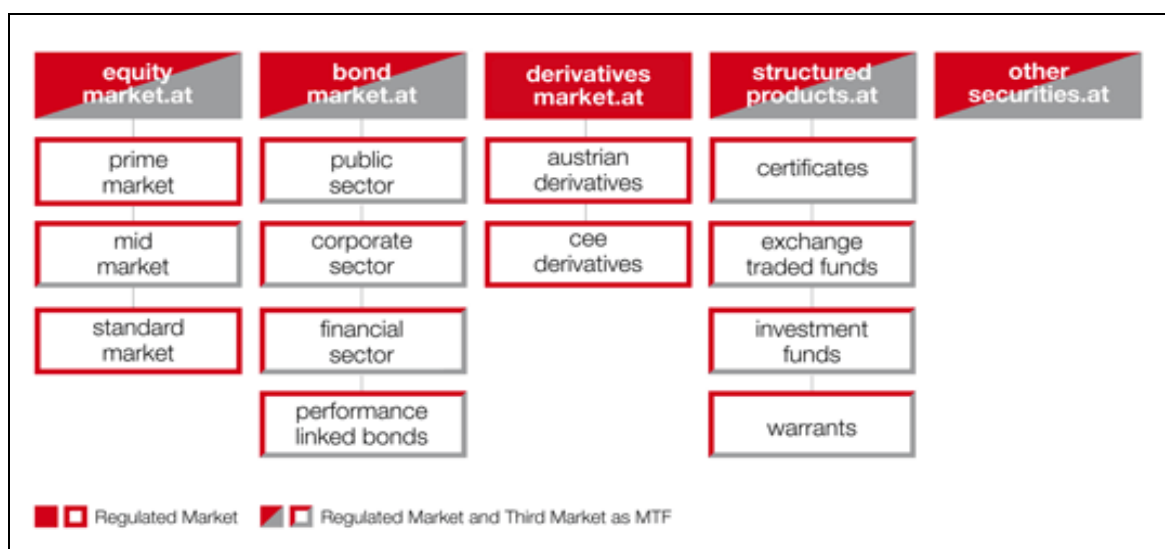 equity
market.at
prime
market
mid
market
standard
market
bond
market.at
public
sector
corporate
sector
financial
sector
performance
linked bonds
derivatives
market.at
austrian
derivatives
cee
derivatives
structured
products.at
certificates
exchange
traded funds
investment
funds
warrants
other
securities.at
Regulated Market
Regulated Market and Third Market as MTF